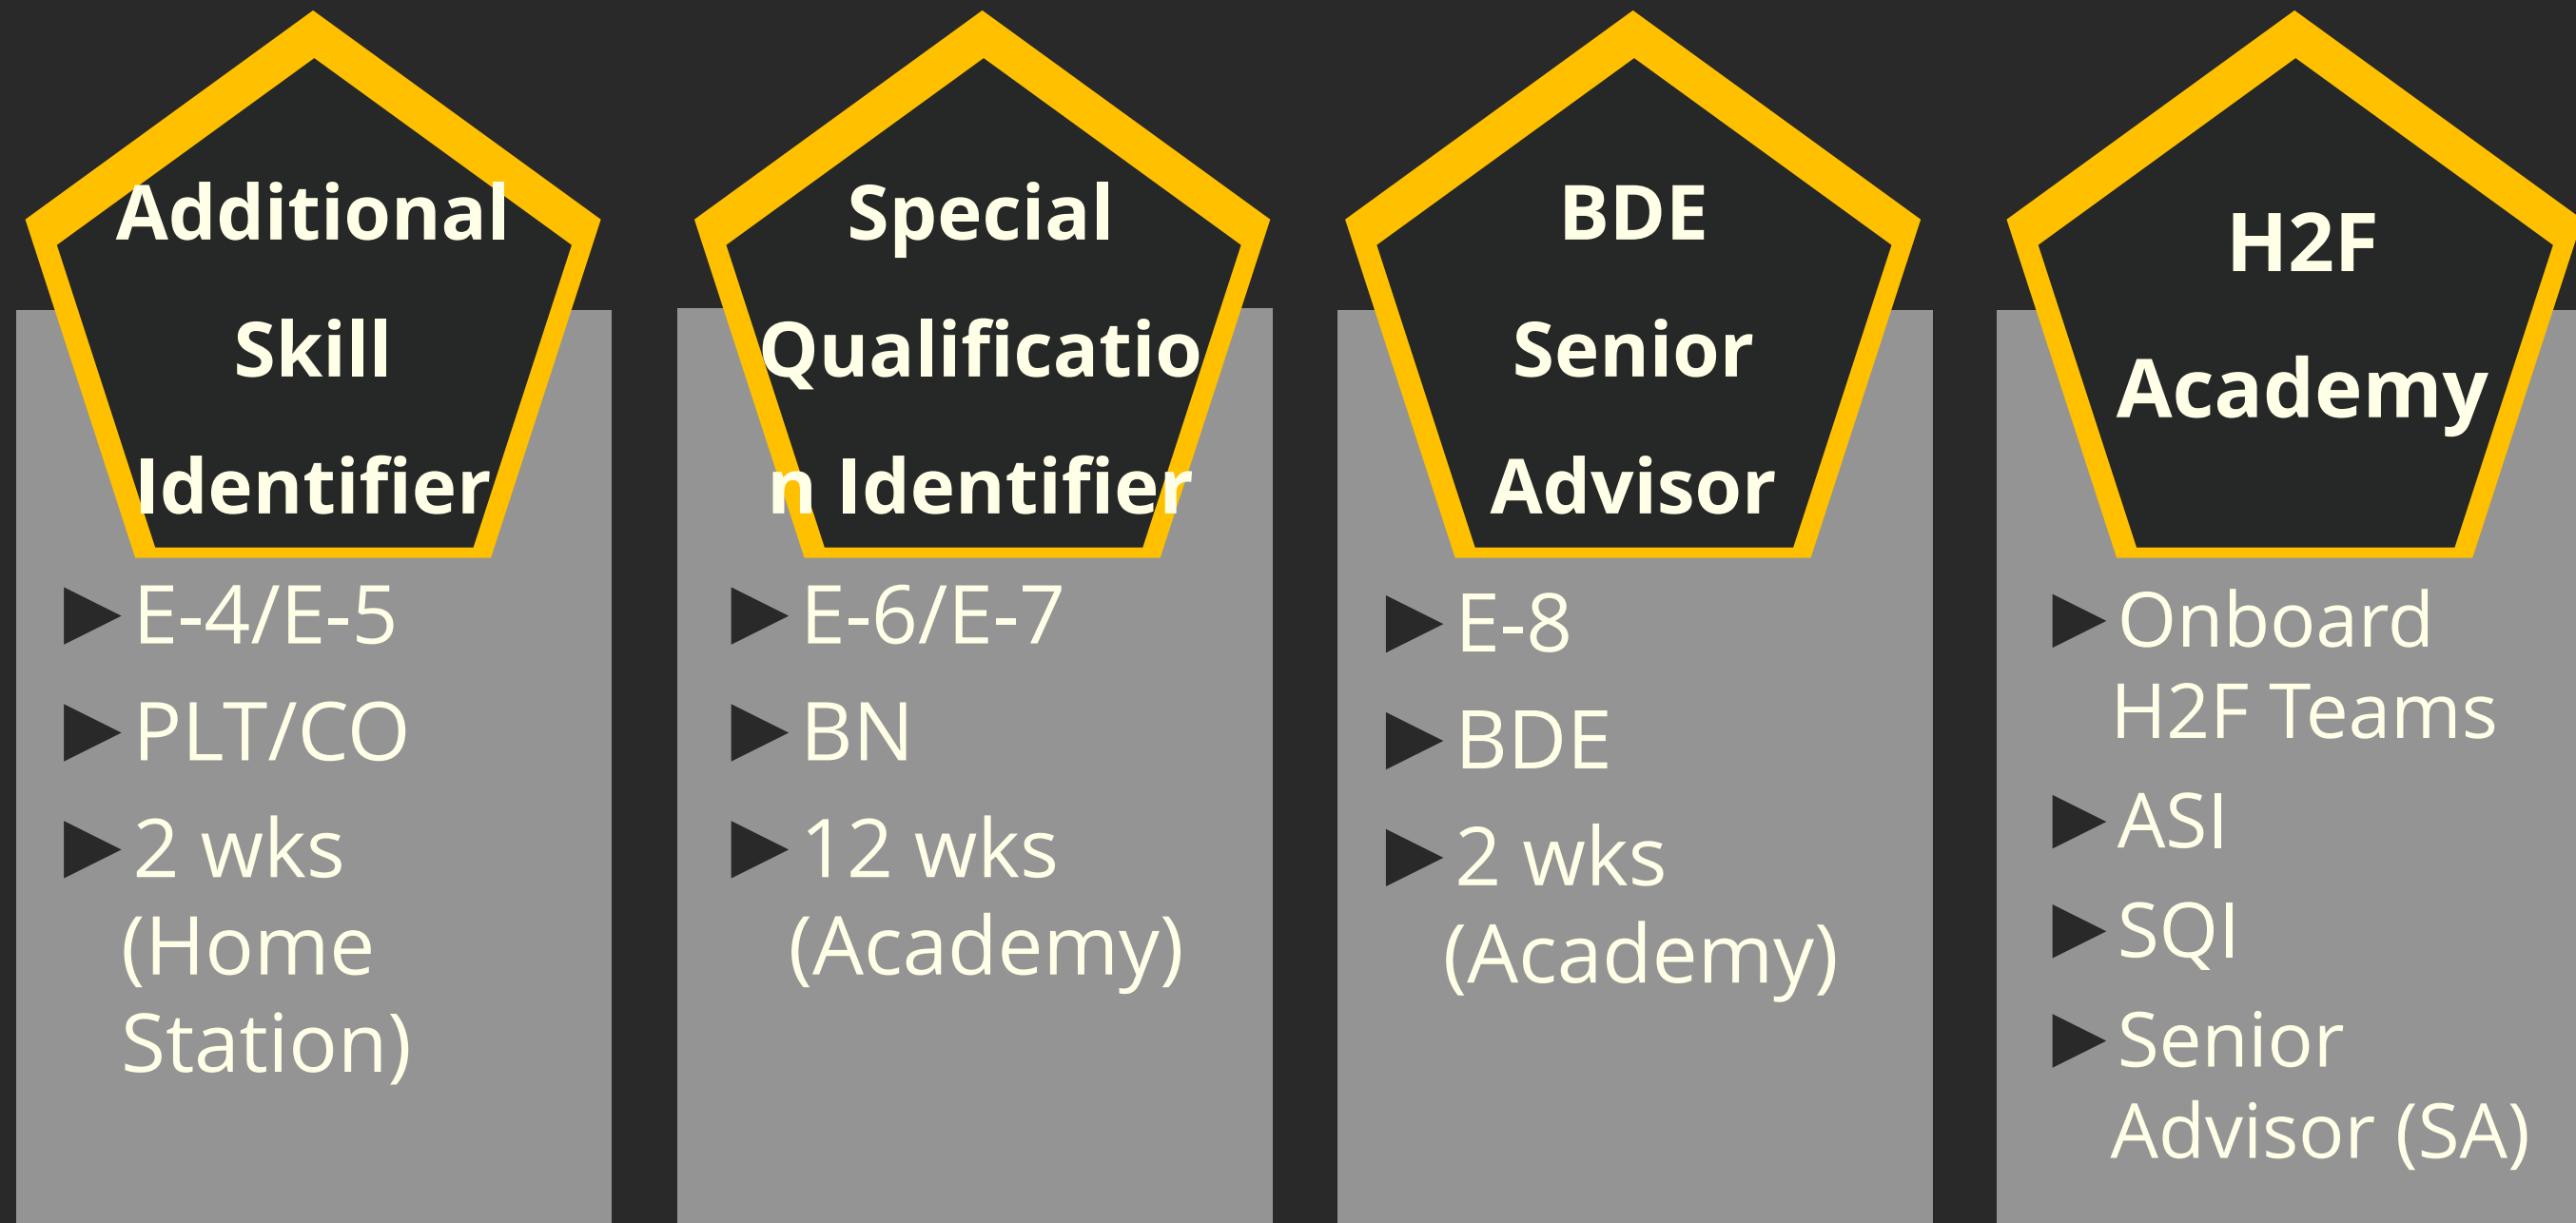 Additional
Skill
Identifier
E-4/E-5
PLT/CO
2 wks
(Home
Station)
Special
Qualificatio
n Identifier
E-6/E-7
BN
12 wks
(Academy)
BDE
Senior
Advisor
E-8
BDE
2 wks
(Academy)
H2F
Academy
Onboard
H2F Teams
ASI
SQI
Senior
Advisor (SA)